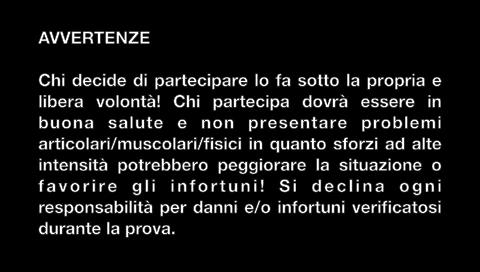 AVVERTENZE
Chi decide di partecipare lo fa sotto la propria e
libera volontà! Chi partecipa dovrà essere in
buona salute e non presentare problemi
articolari/muscolari/fisici in quanto sforzi ad alte
intensità potrebbero peggiorare la situazione o
favorire gli infortuni! Si declina ogni
responsabilità per danni e/o infortuni verificatosi
durante la prova.